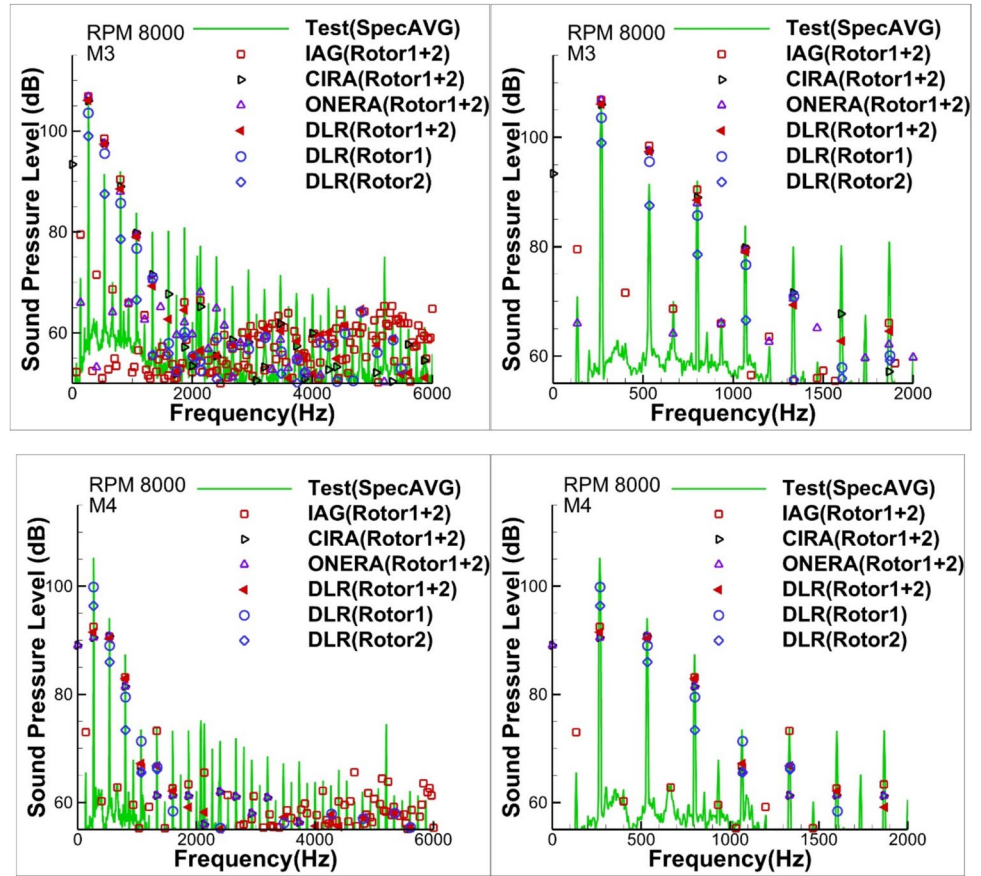 RPM 8000
M3
Test(SpecAVG)
IAG(Rotor1+2)
CIRA(Rotor1+2)
ONERA(Rotor1+2)
DLR(Rotor1+2)
DLR(Rotor1)
DLR(Rotor2)
Sound Pressure Level (dB)
100
80
60
0
2000
4000
6000
Frequency(Hz)
RPM 8000
M3
Test(SpecAVG)
IAG(Rotor1+2)
CIRA(Rotor1+2)
ONERA(Rotor1+2)
DLR(Rotor1+2)
DLR(Rotor1)
DLR(Rotor2)
Sound Pressure Level (dB)
100
80
60
0
500
1000
1500
2000
Frequency(Hz)
RPM 8000
M4
Test(SpecAVG)
IAG(Rotor1+2)
CIRA(Rotor1+2)
ONERA(Rotor1+2)
DLR(Rotor1+2)
DLR(Rotor1)
DLR(Rotor2)
Sound Pressure Level (dB)
100
80
60
0
2000
4000
6000
Frequency(Hz)
RPM 8000
M4
Test(SpecAVG)
IAG(Rotor1+2)
CIRA(Rotor1+2)
ONERA(Rotor1+2)
DLR(Rotor1+2)
DLR(Rotor1)
DLR(Rotor2)
Sound Pressure Level (dB)
100
80
60
0
500
1000
1500
2000
Frequency(Hz)